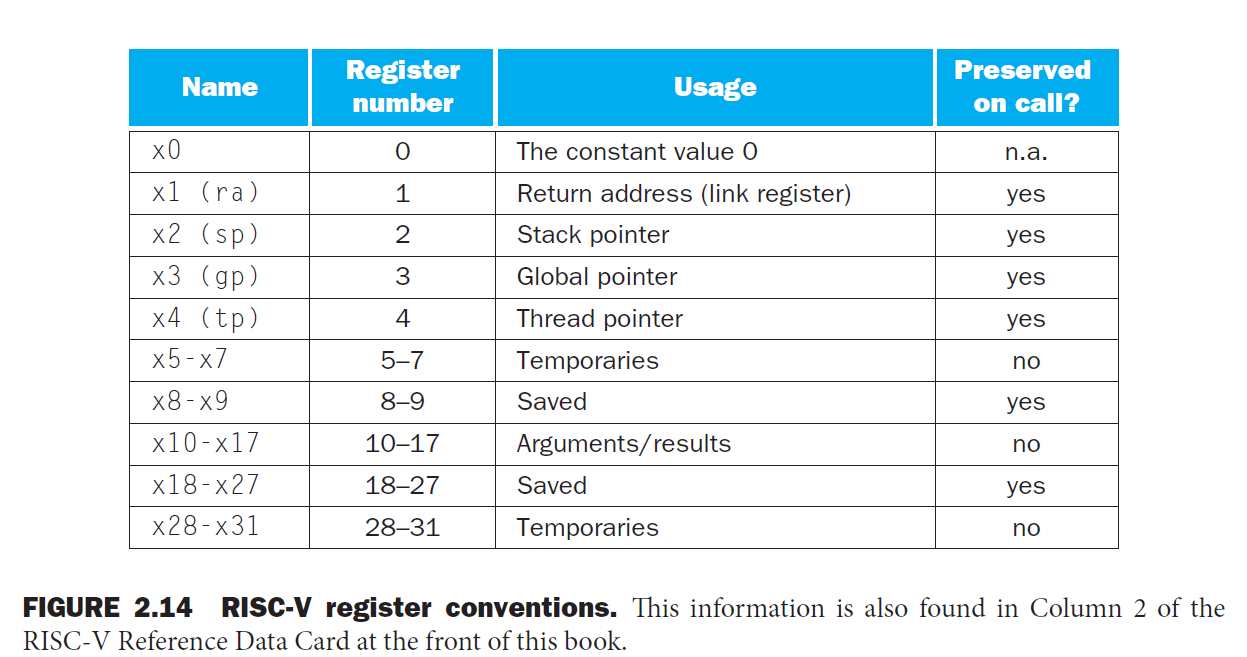 Name Register number Usage Preserved on call?
x0 0 The constant value 0 n.a.
x1 (ra) 1 Return address (link register) yes
x2 (sp) 2 Stack pointer yes
x3 (gp) 3 Global pointer yes
x4 (tp) 4 Thread pointer yes
x5-x7 5–7 Temporaries no
x8-x9 8–9 Saved yes
x10-x17 10–17 Arguments/results no
x18-x27 18–27 Saved yes
x28-x31 28–31 Temporaries no
FIGURE 2.14 RISC-V register conventions. This information is also found in Column 2 of the
RISC-V Reference Data Card at the front of this book.